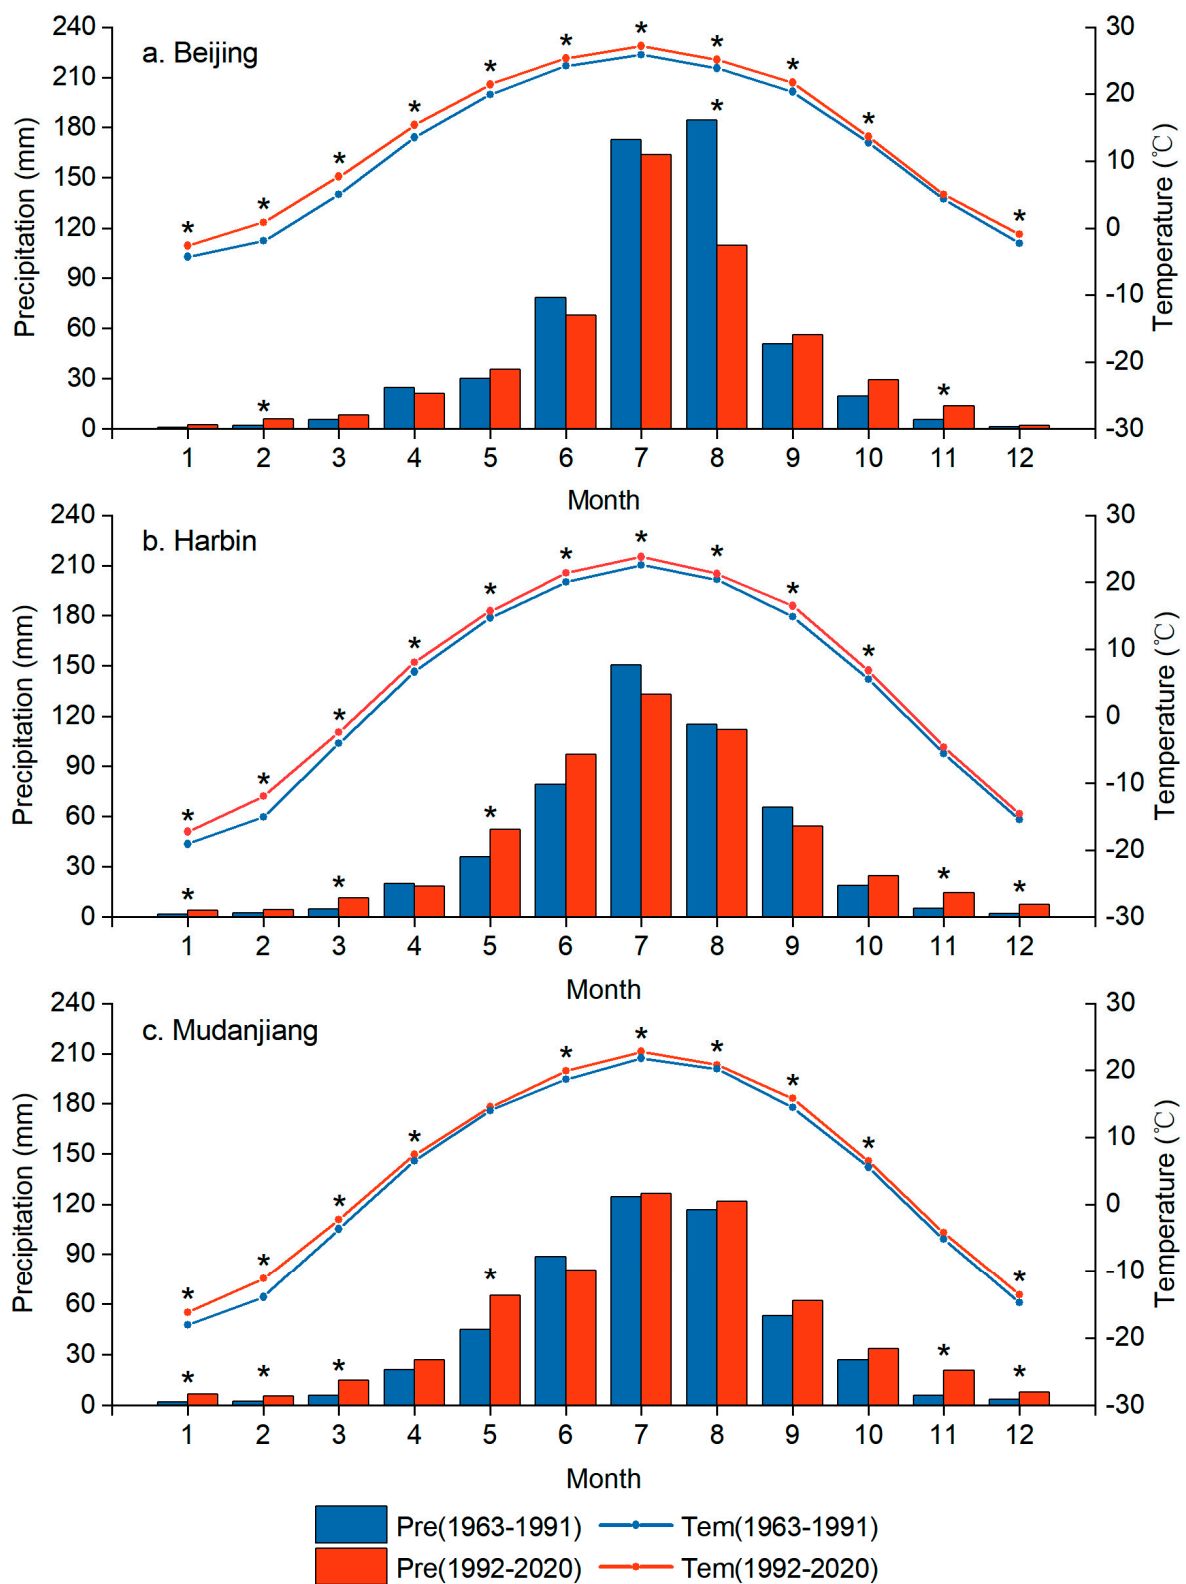 a. Beijing
Precipitation (mm)
240
210
180
150
120
90
60
30
0
30
20
10
0
-10
-20
-30
Temperature (℃)
* * * * * * * * * * *
* * *
1 2 3 4 5 6 7 8 9 10 11 12
Month
b. Harbin
Precipitation (mm)
240
210
180
150
120
90
60
30
0
30
20
10
0
-10
-20
-30
Temperature (℃)
* * * * * * * * * *
* * * * *
1 2 3 4 5 6 7 8 9 10 11 12
Month
c. Mudanjiang
Precipitation (mm)
240
210
180
150
120
90
60
30
0
30
20
10
0
-10
-20
-30
Temperature (℃)
* * * * * * * * * *
* * * * * *
1 2 3 4 5 6 7 8 9 10 11 12
Month
Pre(1963-1991) Tem(1963-1991)
Pre(1992-2020) Tem(1992-2020)